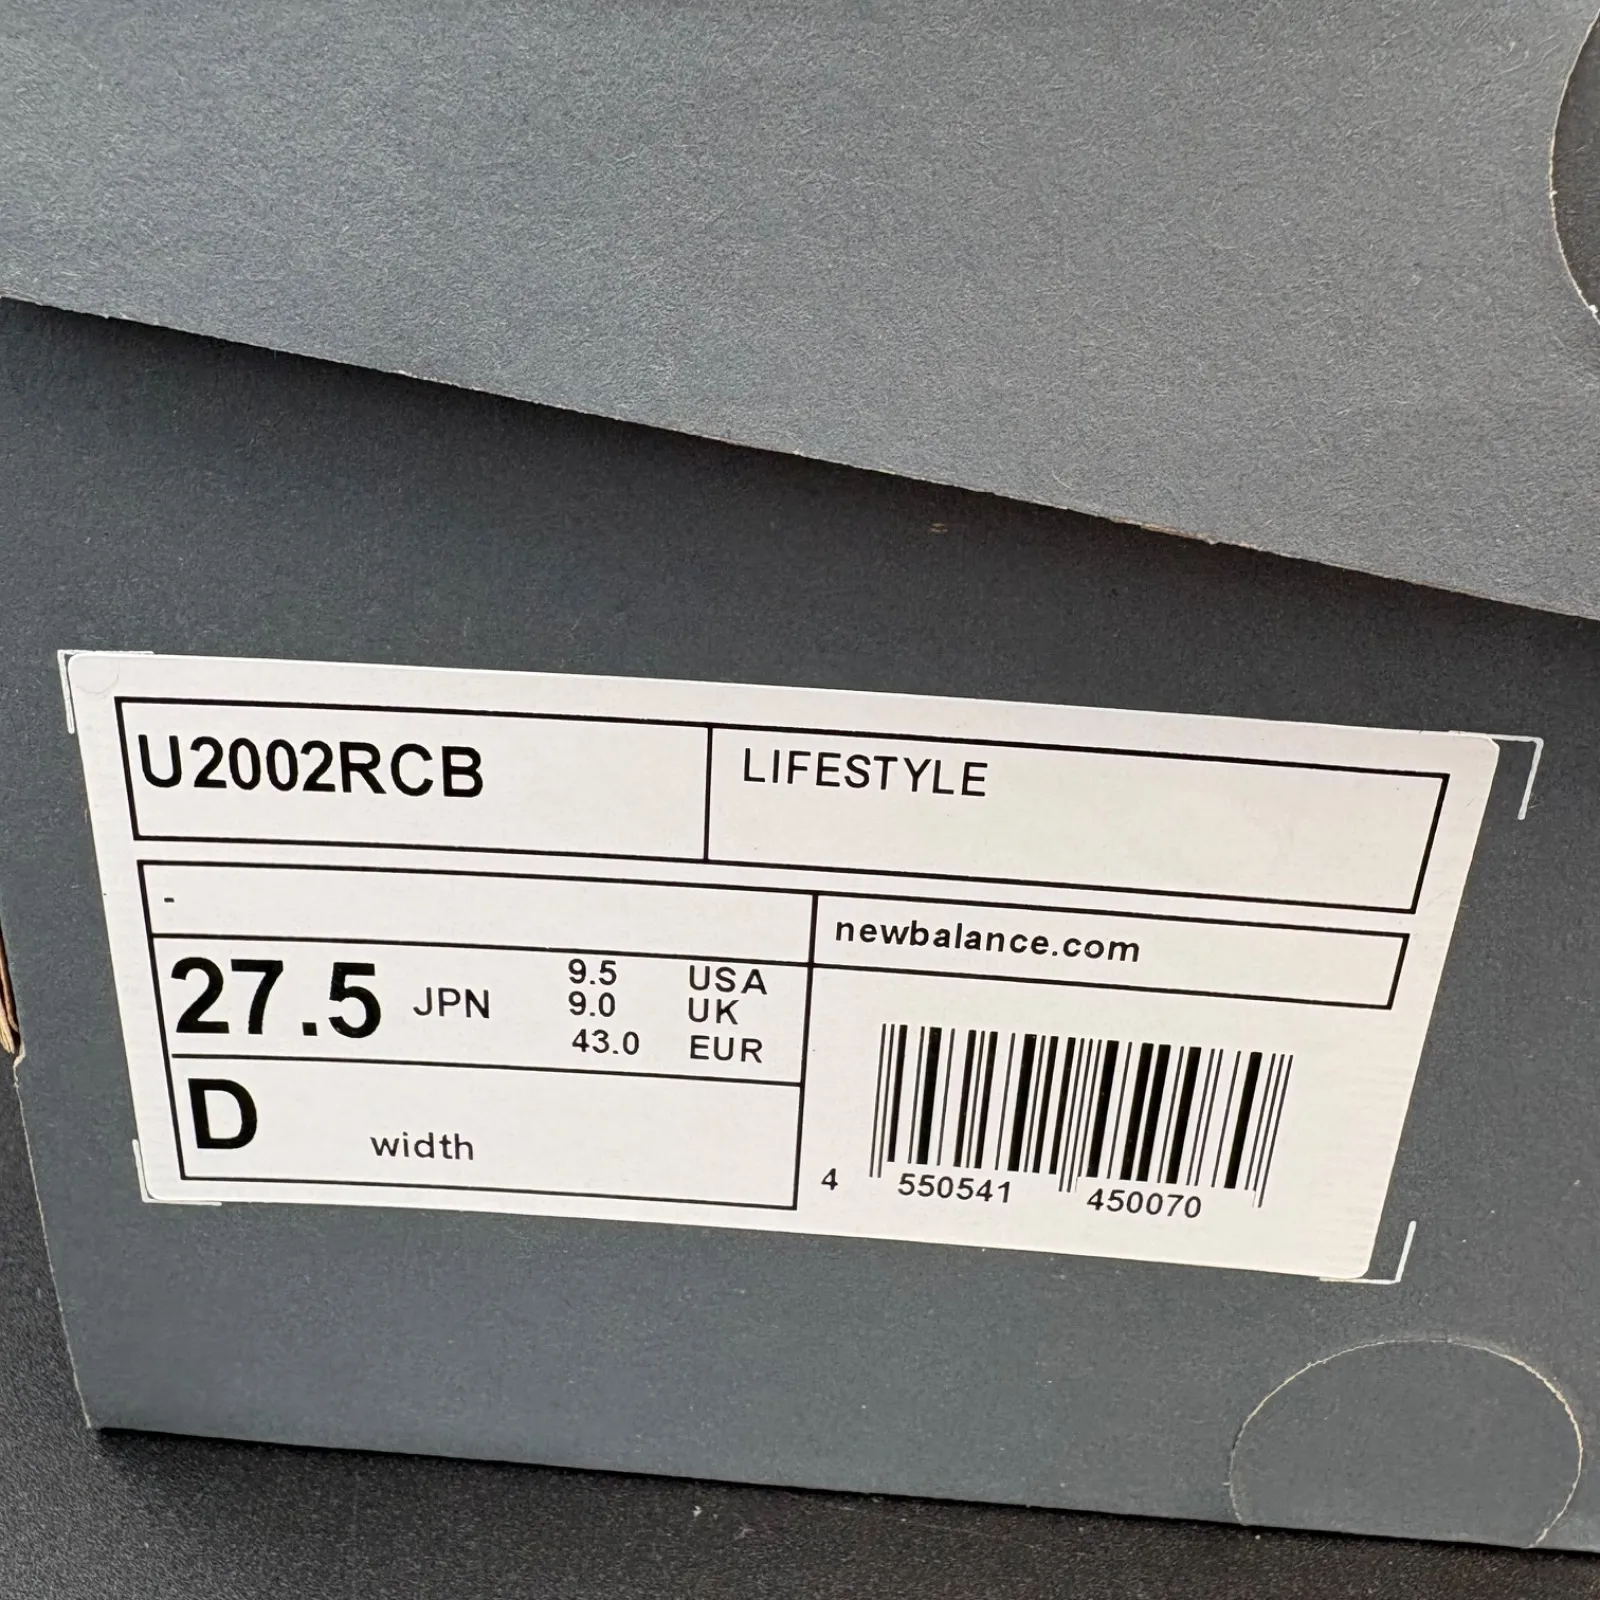 U2002RCB
LIFESTYLE
-
newbalance.com
27.5 JPN
9.5 USA
9.0 UK
43.0 EUR
D width
4 550541 450070